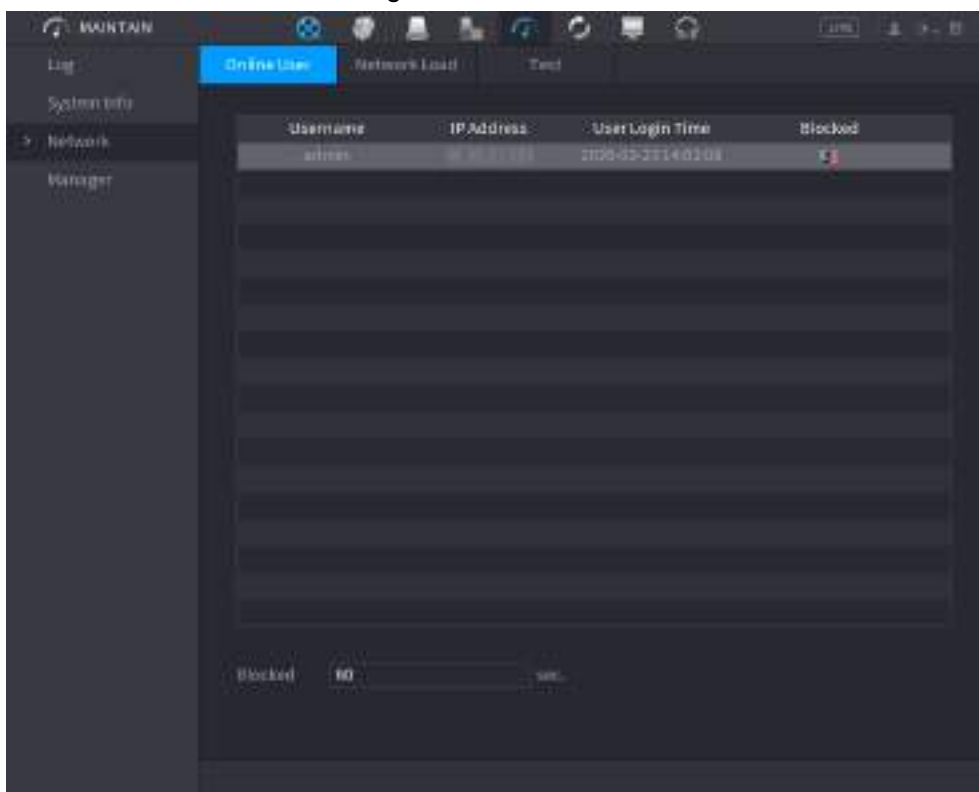 MAINTAIN
LIVE
Log
Online User Network Load Test
System Info
Network
Manager
Username IP Address User Login Time Blocked
admin
Blocked 60 sec.